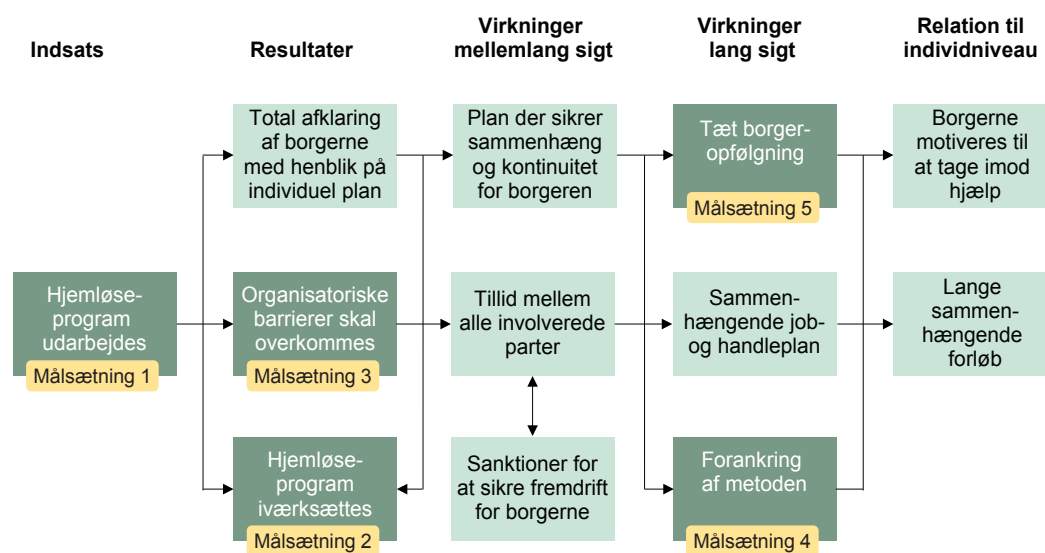 Indsats
Resultater
Virkninger
mellemlang sigt
Virkninger
lang sigt
Relation til
individniveau
Total afklaring
af borgerne
med henblik på
individuel plan
Plan der sikrer
sammenhæng
og kontinuitet
for borgeren
Tæt borger-
opfølgning
Målsætning 5
Borgerne
motiveres til
at tage imod
hjælp
Hjemløse-
program
udarbejdes
Målsætning 1
Organisatoriske
barrierer skal
overkommes
Målsætning 3
Tillid mellem
alle involverede
parter
Sammen-
hængende job-
og handleplan
Lange
sammen-
hængende
forløb
Hjemløse-
program
iværksættes
Målsætning 2
Sanktioner for
at sikre fremdrift
for borgerne
Forankring
af metoden
Målsætning 4